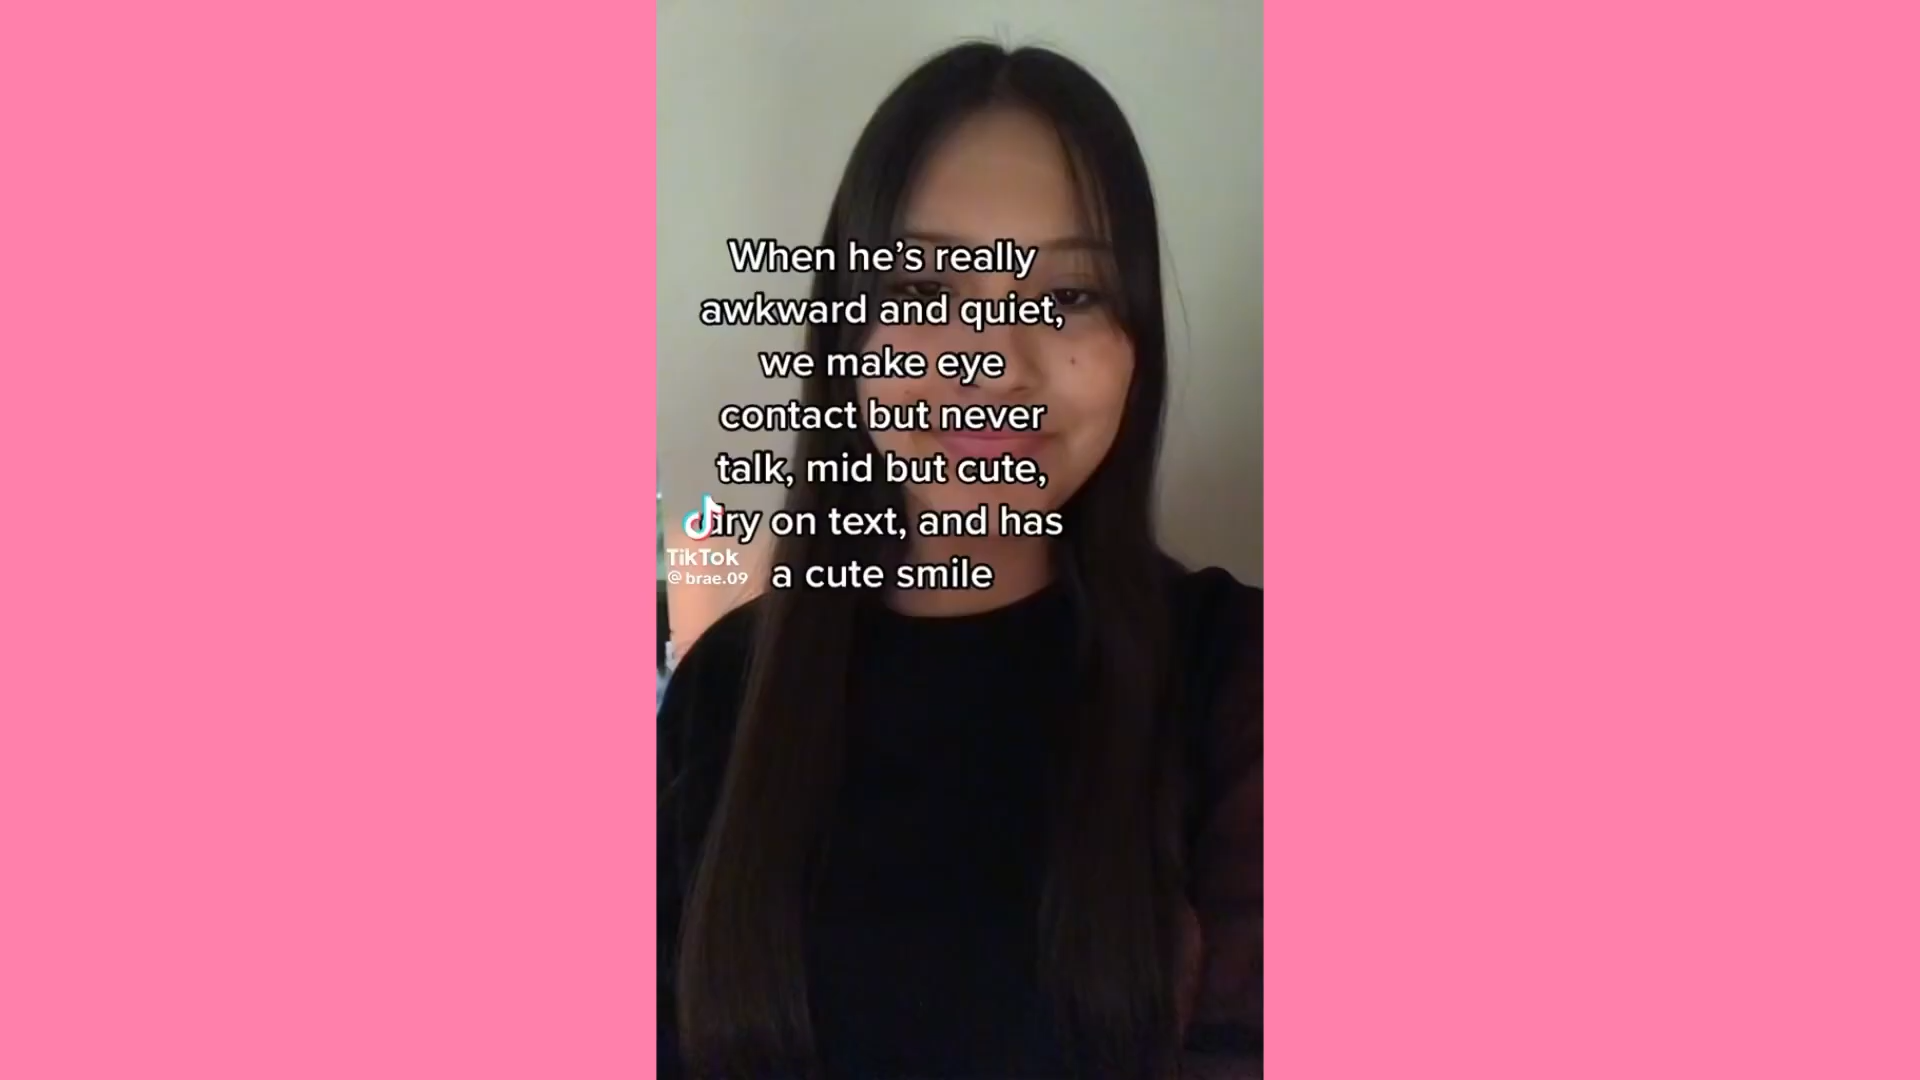 When he’s really
awkward and quiet,
we make eye
contact but never
talk, mid but cute,
dry on text, and has
a cute smile
TikTok
@brae.09